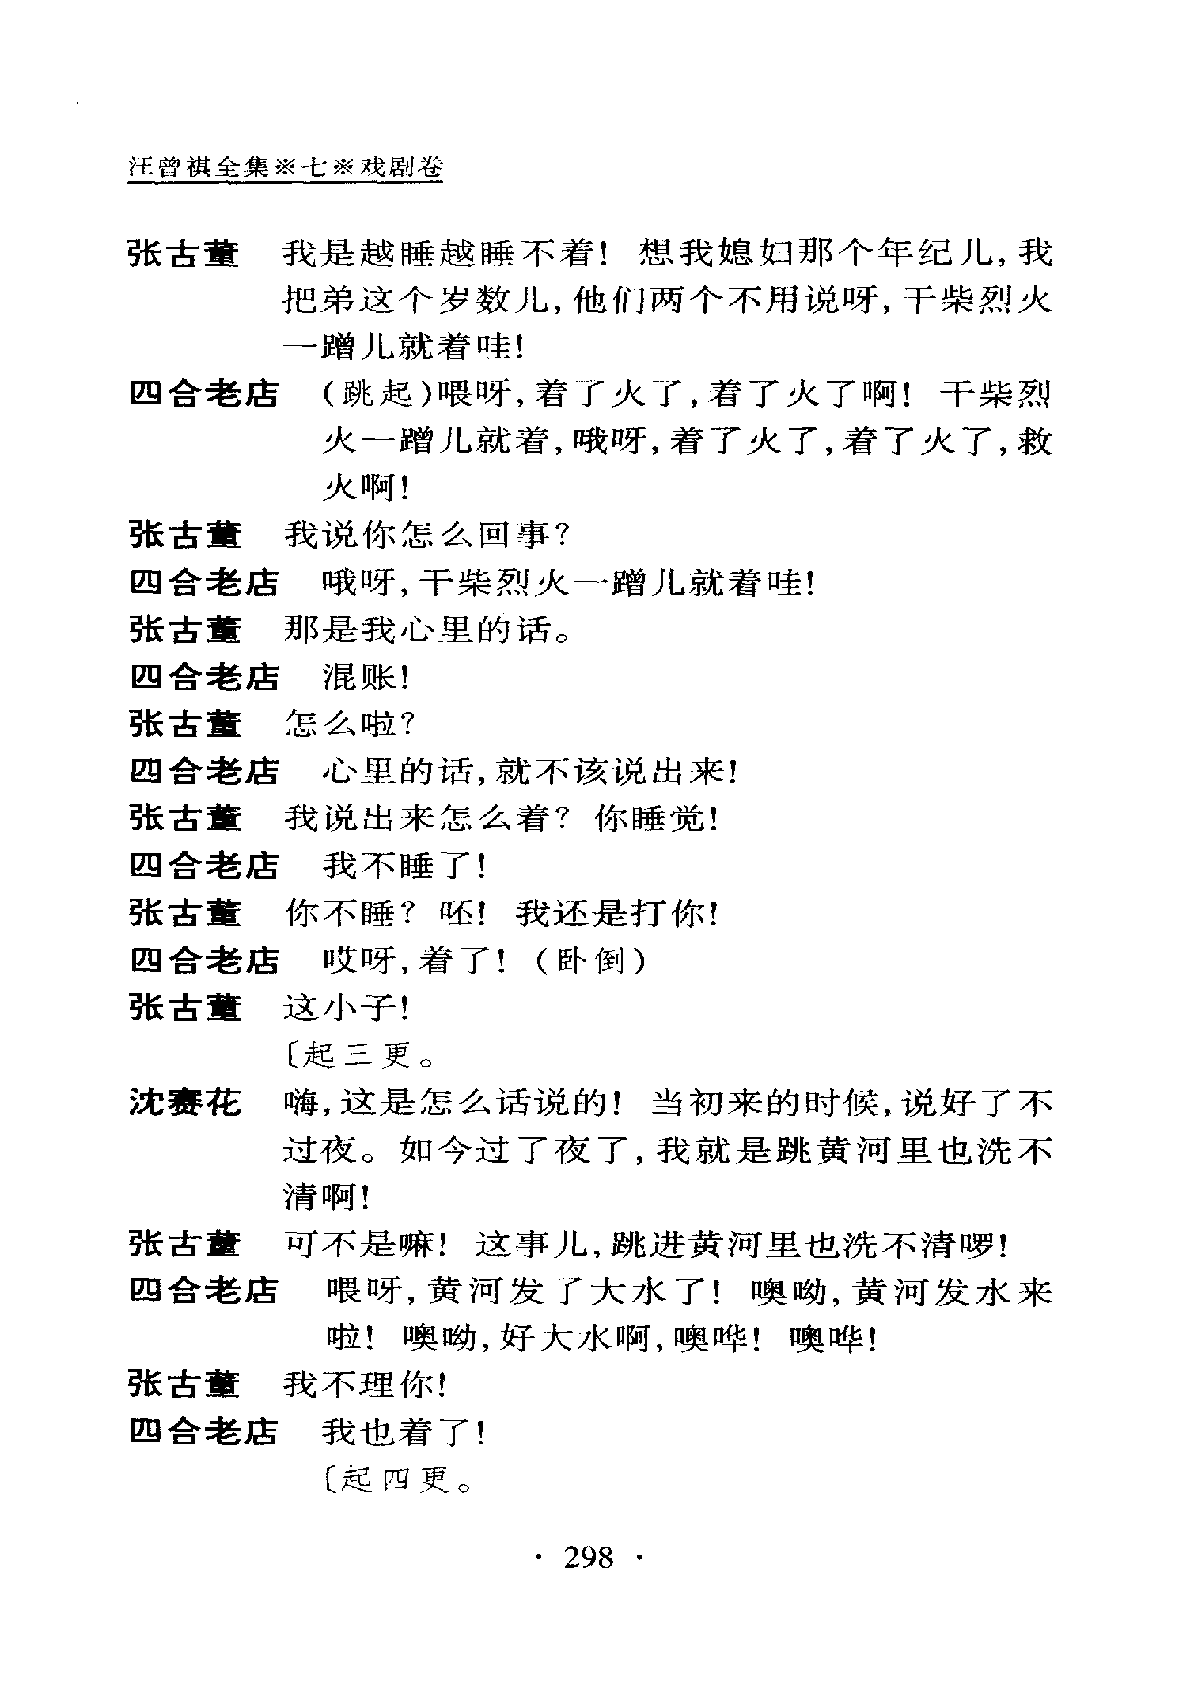 汪曾祺全集※七※戏剧卷
张古董 我是越睡越睡不着! 想我媳妇那个年纪儿,我
把弟这个岁数儿,他们两个不用说呀,干柴烈火
一蹭儿就着哇!
四合老店 (跳起)喂呀,着了火了,着了火了啊! 干柴烈
火一蹭儿就着,哦呀,着了火了,着了火了,救
火啊!
张古董 我说你怎么回事?
四合老店 哦呀,干柴烈火一蹭儿就着哇!
张古董 那是我心里的话。
四合老店 混账!
张古董 怎么啦?
四合老店 心里的话,就不该说出来!
张古董 我说出来怎么着? 你睡觉!
四合老店 我不睡了!
张古董 你不睡? 呸! 我还是打你!
四合老店 哎呀,着了! (卧倒)
张古董 这小子!
〔起三更。
沈赛花 嗨,这是怎么话说的! 当初来的时候,说好了不
过夜。如今过了夜了,我就是跳黄河里也洗不
清啊!
张古董 可不是嘛! 这事儿,跳进黄河里也洗不清啰!
四合老店 喂呀,黄河发了大水了! 噢呦,黄河发水来
啦! 噢呦,好大水啊,噢哗! 噢哗!
张古董 我不理你!
四合老店 我也着了!
〔起四更。
· 298 ·